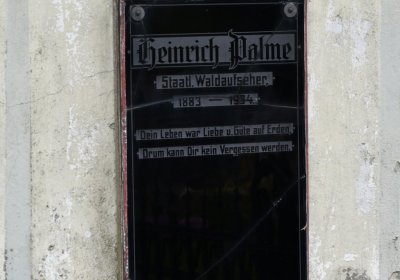 Heinrich Palme
Staatl. Waldaufseher.
1883 — 1934.
Dein Leben war Liebe u. Güte auf Erden,
Drum kann Dir kein Vergessen werden.